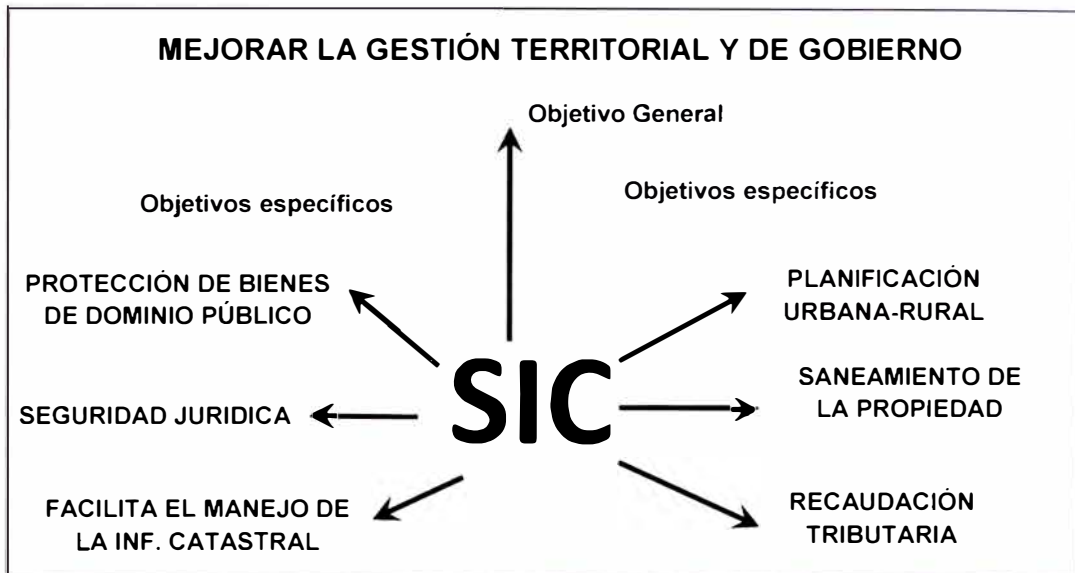 MEJORAR LA GESTIÓN TERRITORIAL Y DE GOBIERNO
Objetivo General
Objetivos específicos
Objetivos específicos
PROTECCIÓN DE BIENES
DE DOMINIO PÚBLICO
PLANIFICACIÓN
URBANA-RURAL
SIC
SEGURIDAD JURIDICA
SANEAMIENTO DE
LA PROPIEDAD
FACILITA EL MANEJO DE
LA INF. CATASTRAL
RECAUDACIÓN
TRIBUTARIA